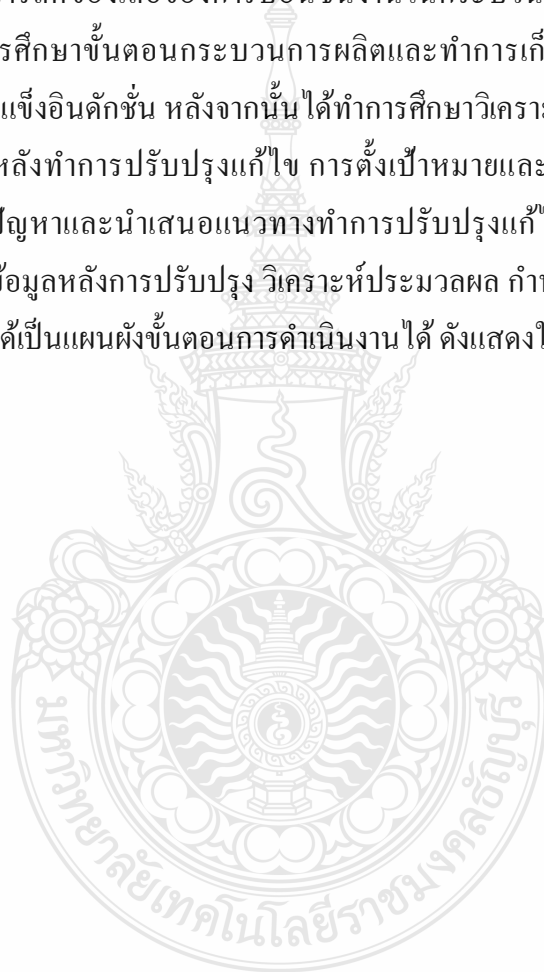 การศึกษาขั้นตอนกระบวนการผลิตและทำการเก็
แข็งอินดักชั่น หลังจากนั้นได้ทำการศึกษาวิเครา
หลังทำการปรับปรุงแก้ไข การตั้งเป้าหมายและ
ปัญหาและนำเสนอแนวทางทำการปรับปรุงแก้ไ
ข้อมูลหลังการปรับปรุง วิเคราะห์ประมวลผล กำ
ได้เป็นแผนผังขั้นตอนการดำเนินงานได้ ดังแสดงใ
มหาวิทยาลัยเทคโนโลยีราชมงคลธัญบุรี